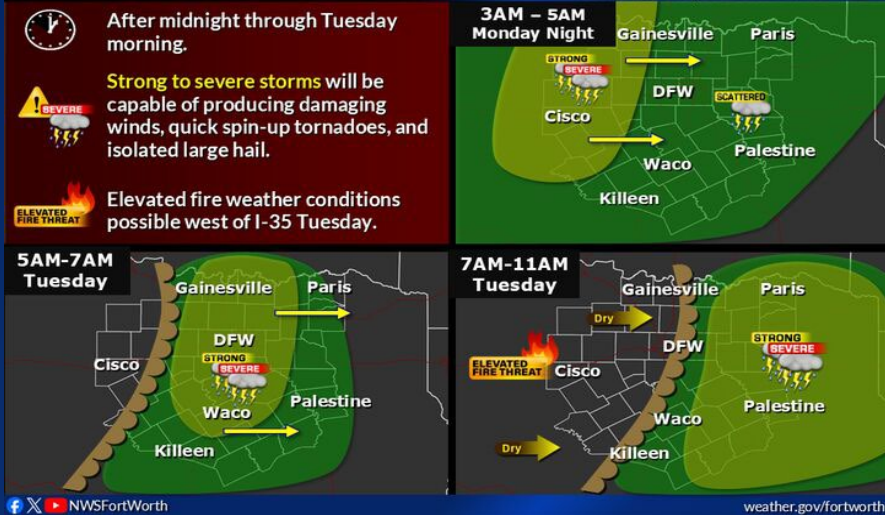 After midnight through Tuesday
morning.
SEVERE
Strong to severe storms will be
capable of producing damaging
winds, quick spin-up tornadoes, and
isolated large hail.
ELEVATED
FIRE THREAT
Elevated fire weather conditions
possible west of I-35 Tuesday.
3AM – 5AM
Monday Night
Gainesville
Paris
STRONG
SEVERE
DFW
SCATTERED
Cisco
Waco
Palestine
Killeen
5AM-7AM
Tuesday
Gainesville
Paris
DFW
STRONG
SEVERE
Cisco
Waco
Palestine
Killeen
7AM-11AM
Tuesday
Gainesville
Paris
Dry
DFW
STRONG
SEVERE
ELEVATED
FIRE THREAT
Cisco
Palestine
Waco
Dry
Killeen
NWSFortWorth
weather.gov/fortworth